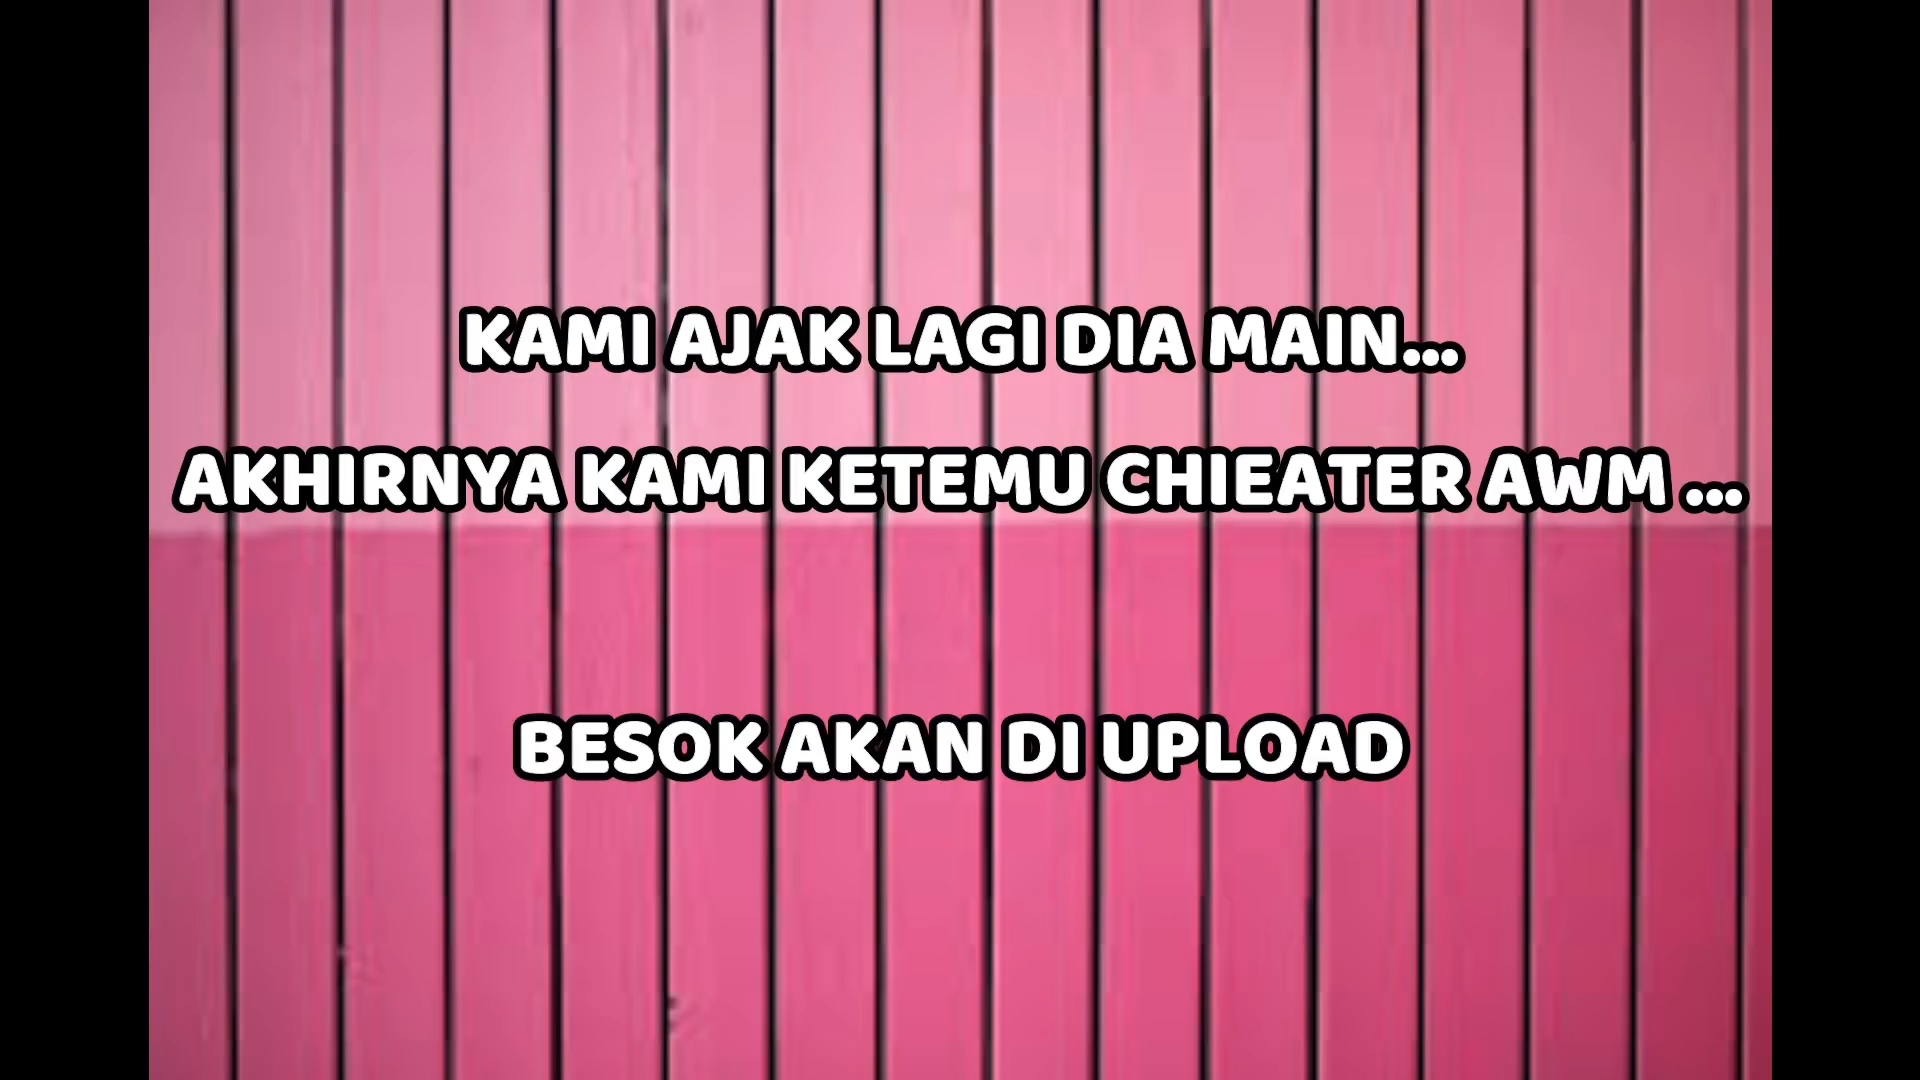 KAMI AJAK LAGI DIA MAIN...
AKHIRNYA KAMI KETEMU CHIEATER AWM ...
BESOK AKAN DI UPLOAD